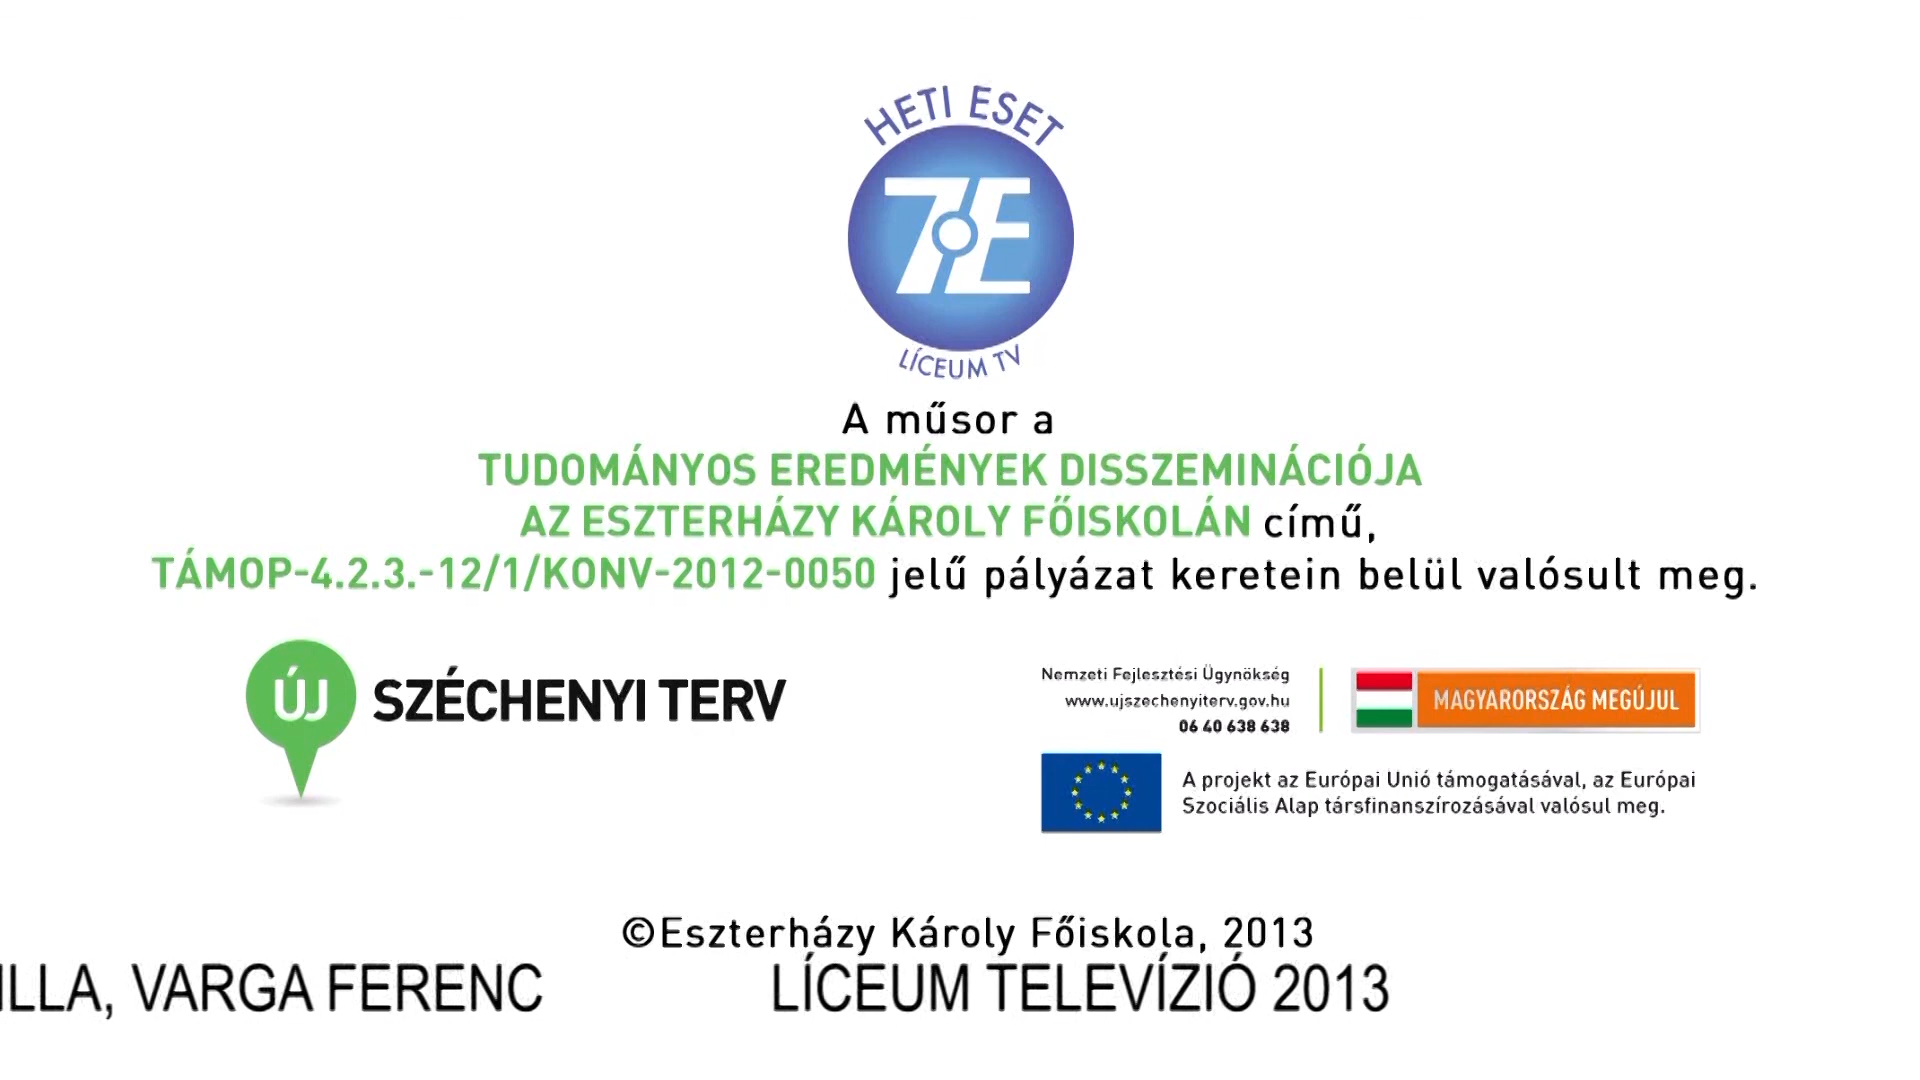 HETI ESET
7E
LÍCEUM TV
A műsor a
TUDOMÁNYOS EREDMÉNYEK DISSZEMINÁCIÓJA
AZ ESZTERHÁZY KÁROLY FŐISKOLÁN című,
TÁMOP-4.2.3.-12/1/KONV-2012-0050 jelű pályázat keretein belül valósult meg.
ÚJ SZÉCHENYI TERV
Nemzeti Fejlesztési Ügynökség
www.ujszechenyiterv.gov.hu
06 40 638 638
MAGYARORSZÁG MEGÚJUL
A projekt az Európai Unió támogatásával, az Európai
Szociális Alap társfinanszírozásával valósul meg.
©Eszterházy Károly Főiskola, 2013
VARGA FERENC LÍCEUM TELEVÍZIÓ 2013